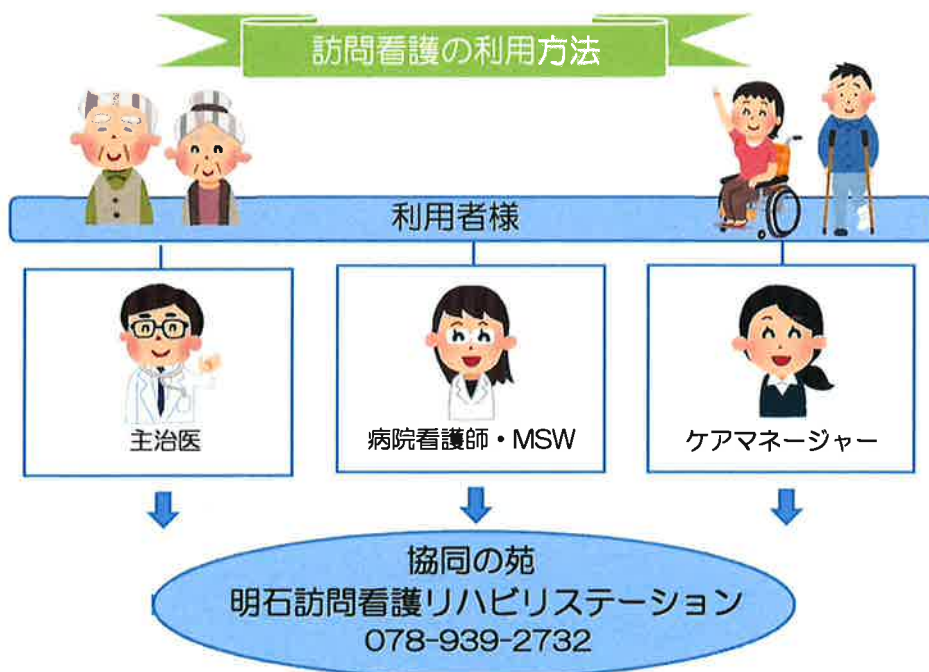 訪問看護の利用方法
利用者様
主治医
病院看護師・MSW
ケアマネージャー
協同の苑
明石訪問看護リハビリステーション
078-939-2732